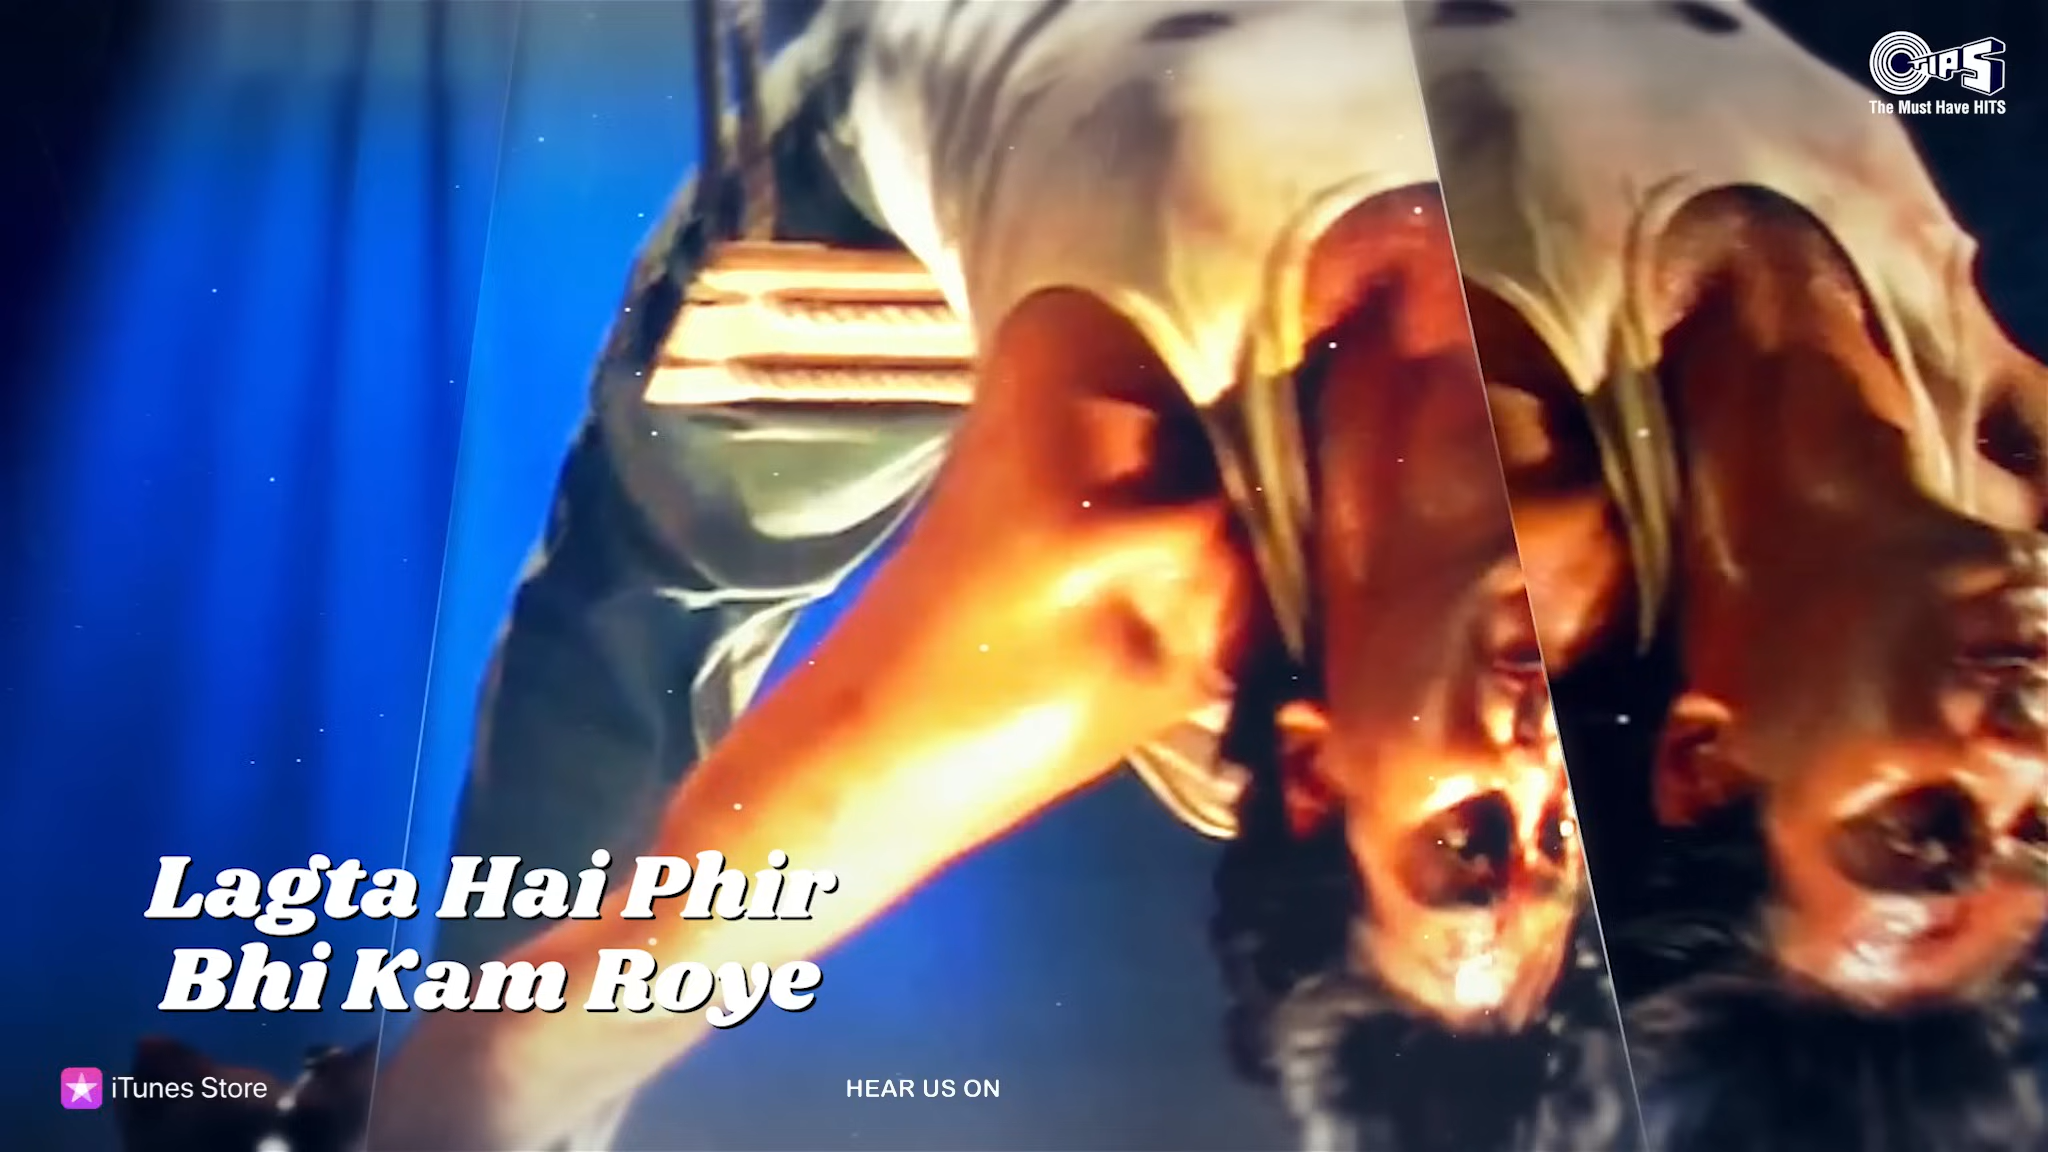 TIPS
The Must Have HITS
Lagta Hai Phir
Bhi Kam Roye
iTunes Store
HEAR US ON